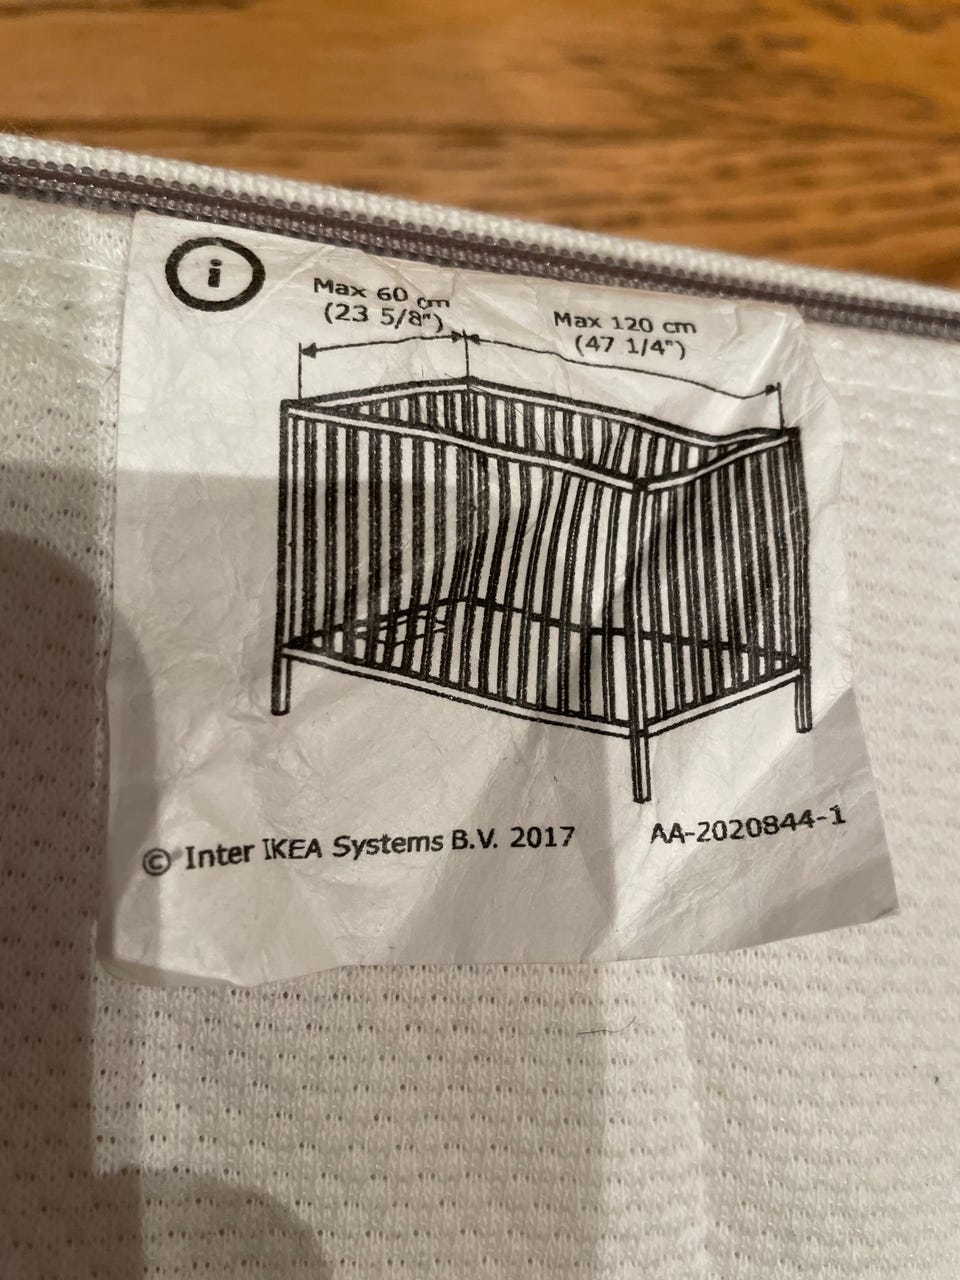 i
Max 60 cm
(23 5/8")
Max 120 cm
(47 1/4")
© Inter IKEA Systems B.V. 2017
AA-2020844-1